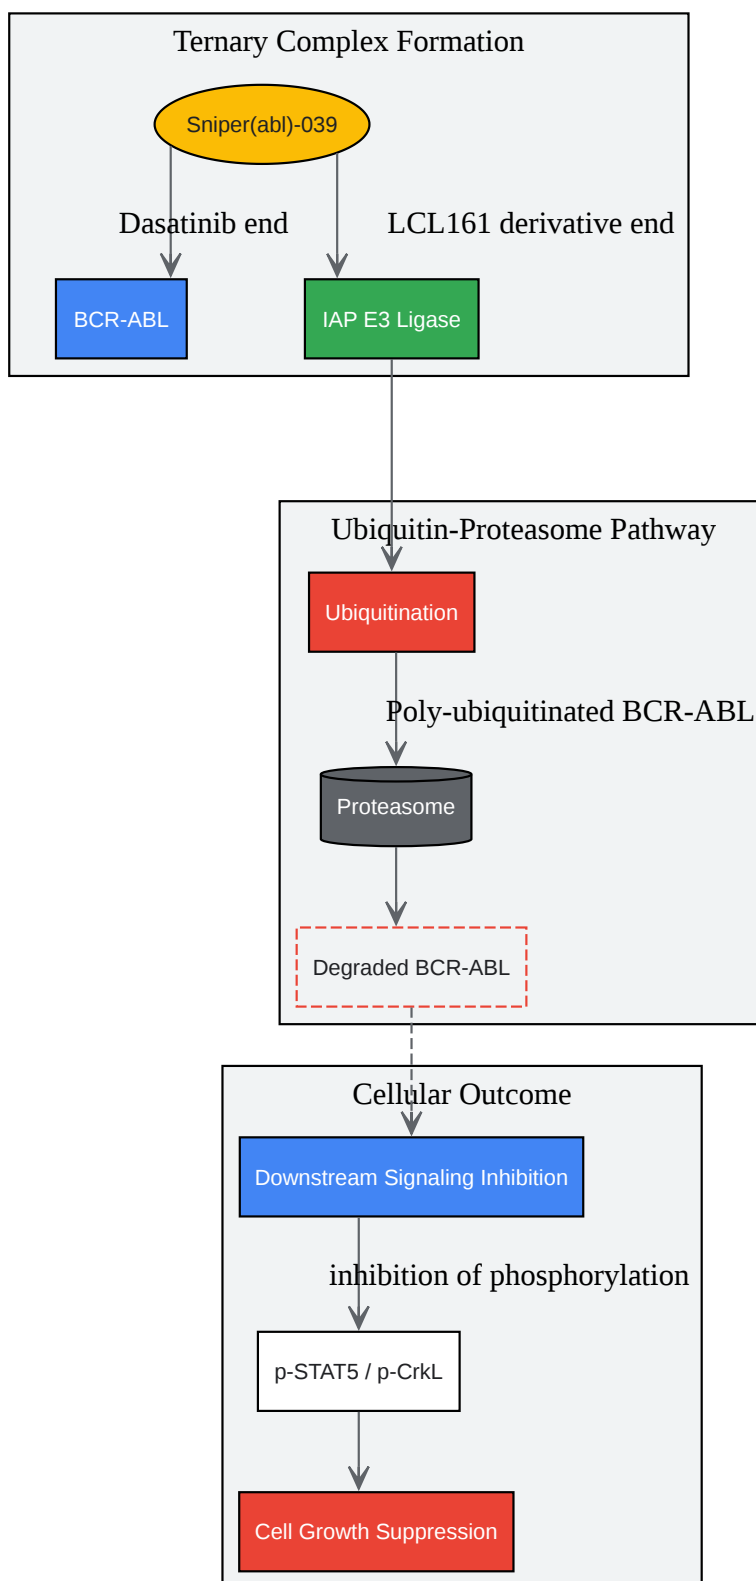 Ternary Complex Formation
Sniper(abl)-039
Dasatinib end
LCL161 derivative end
BCR-ABL
IAP E3 Ligase
Ubiquitin-Proteasome Pathway
Ubiquitination
Poly-ubiquitinated BCR-ABL
Proteasome
Degraded BCR-ABL
Cellular Outcome
Downstream Signaling Inhibition
inhibition of phosphorylation
p-STAT5 / p-CrkL
Cell Growth Suppression